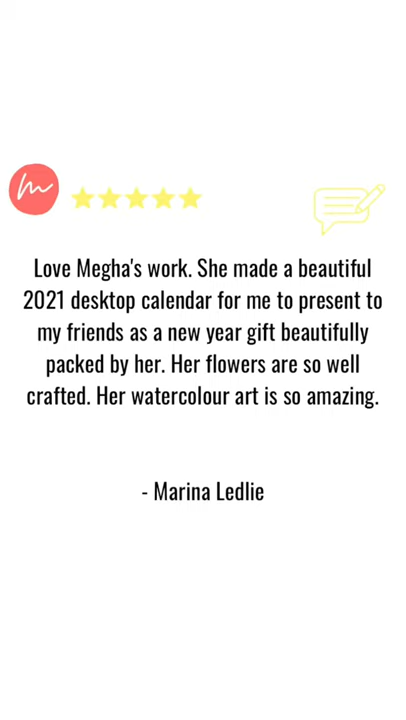 Love Megha's work. She made a beautiful
2021 desktop calendar for me to present to
my friends as a new year gift beautifully
packed by her. Her flowers are so well
crafted. Her watercolour art is so amazing.
- Marina Ledlie